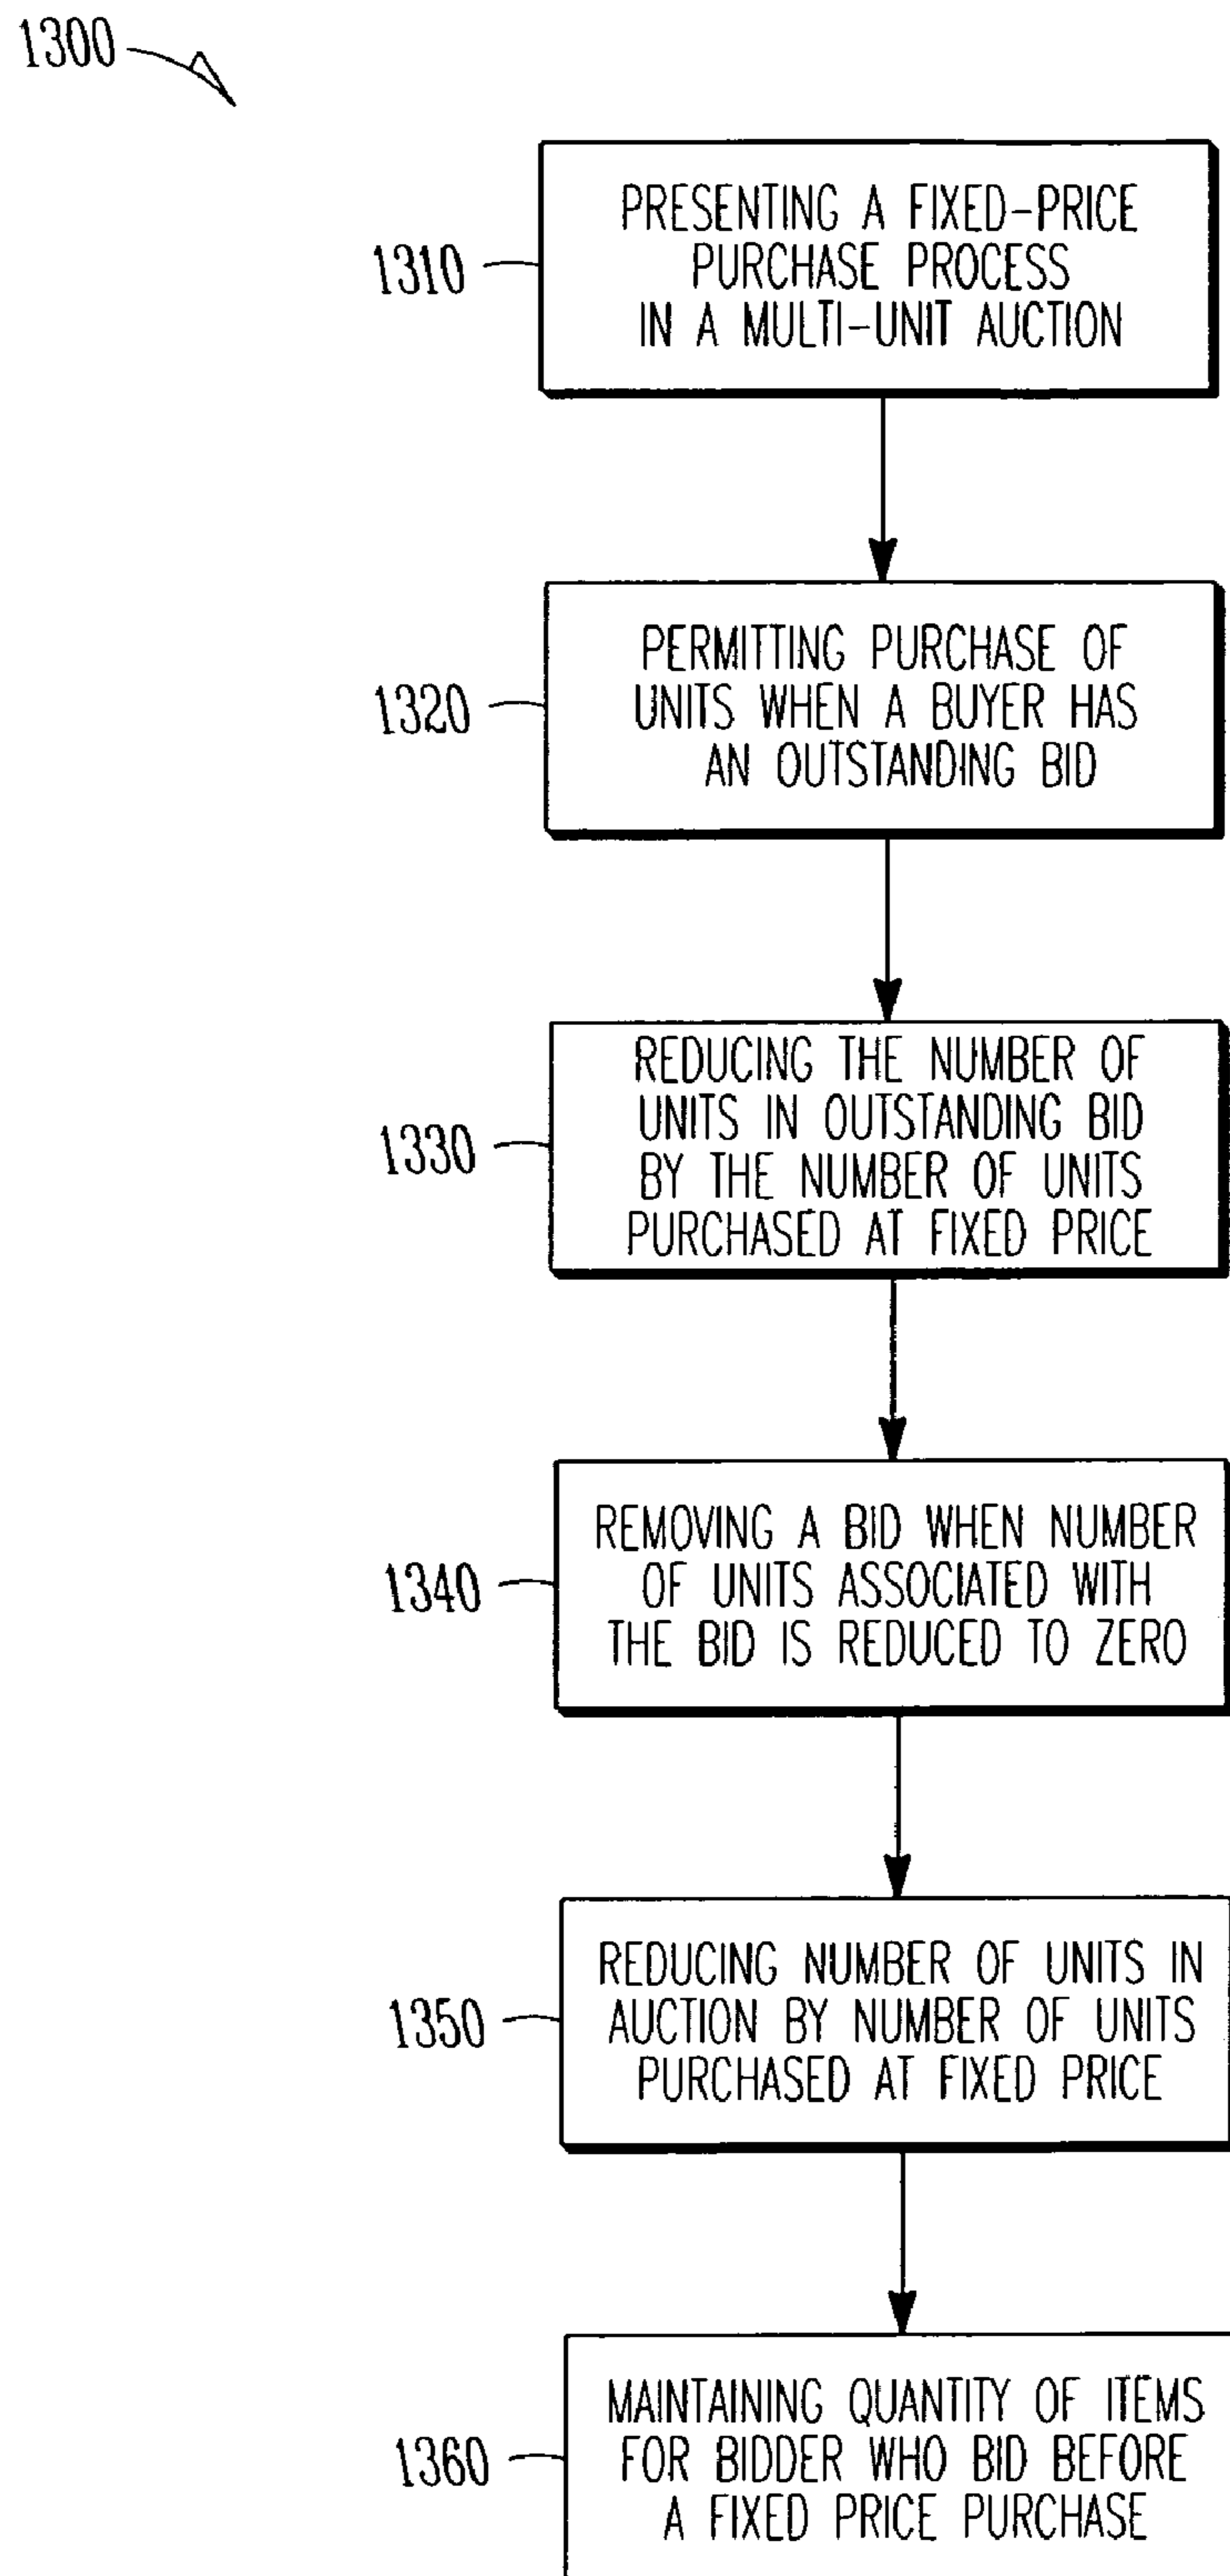 1300
1310
PRESENTING A FIXED-PRICE
PURCHASE PROCESS
IN A MULTI-UNIT AUCTION
1320
PERMITTING PURCHASE OF
UNITS WHEN A BUYER HAS
AN OUTSTANDING BID
1330
REDUCING THE NUMBER OF
UNITS IN OUTSTANDING BID
BY THE NUMBER OF UNITS
PURCHASED AT FIXED PRICE
1340
REMOVING A BID WHEN NUMBER
OF UNITS ASSOCIATED WITH
THE BID IS REDUCED TO ZERO
1350
REDUCING NUMBER OF UNITS IN
AUCTION BY NUMBER OF UNITS
PURCHASED AT FIXED PRICE
1360
MAINTAINING QUANTITY OF ITEMS
FOR BIDDER WHO BID BEFORE
A FIXED PRICE PURCHASE